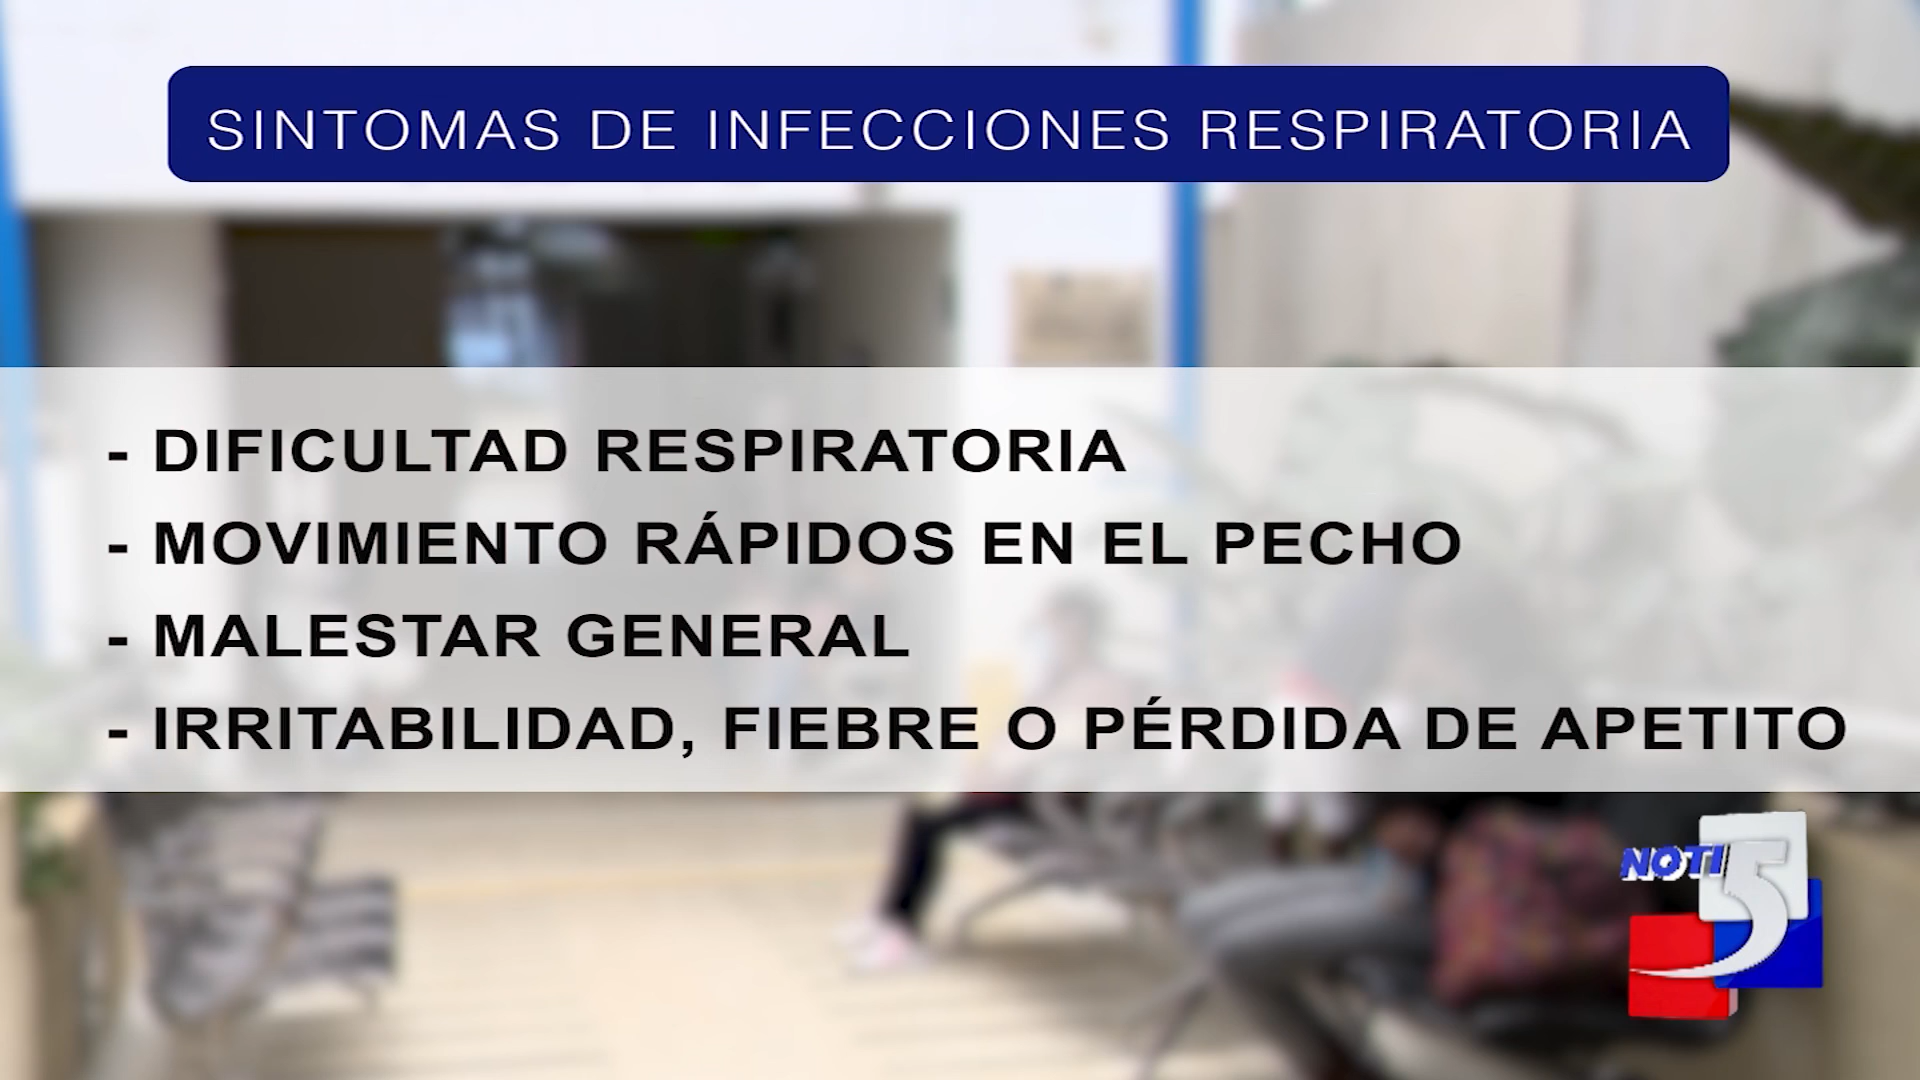 SINTOMAS DE INFECCIONES RESPIRATORIA
- DIFICULTAD RESPIRATORIA
- MOVIMIENTO RÁPIDOS EN EL PECHO
- MALESTAR GENERAL
- IRRITABILIDAD, FIEBRE O PÉRDIDA DE APETITO
NOTI 5